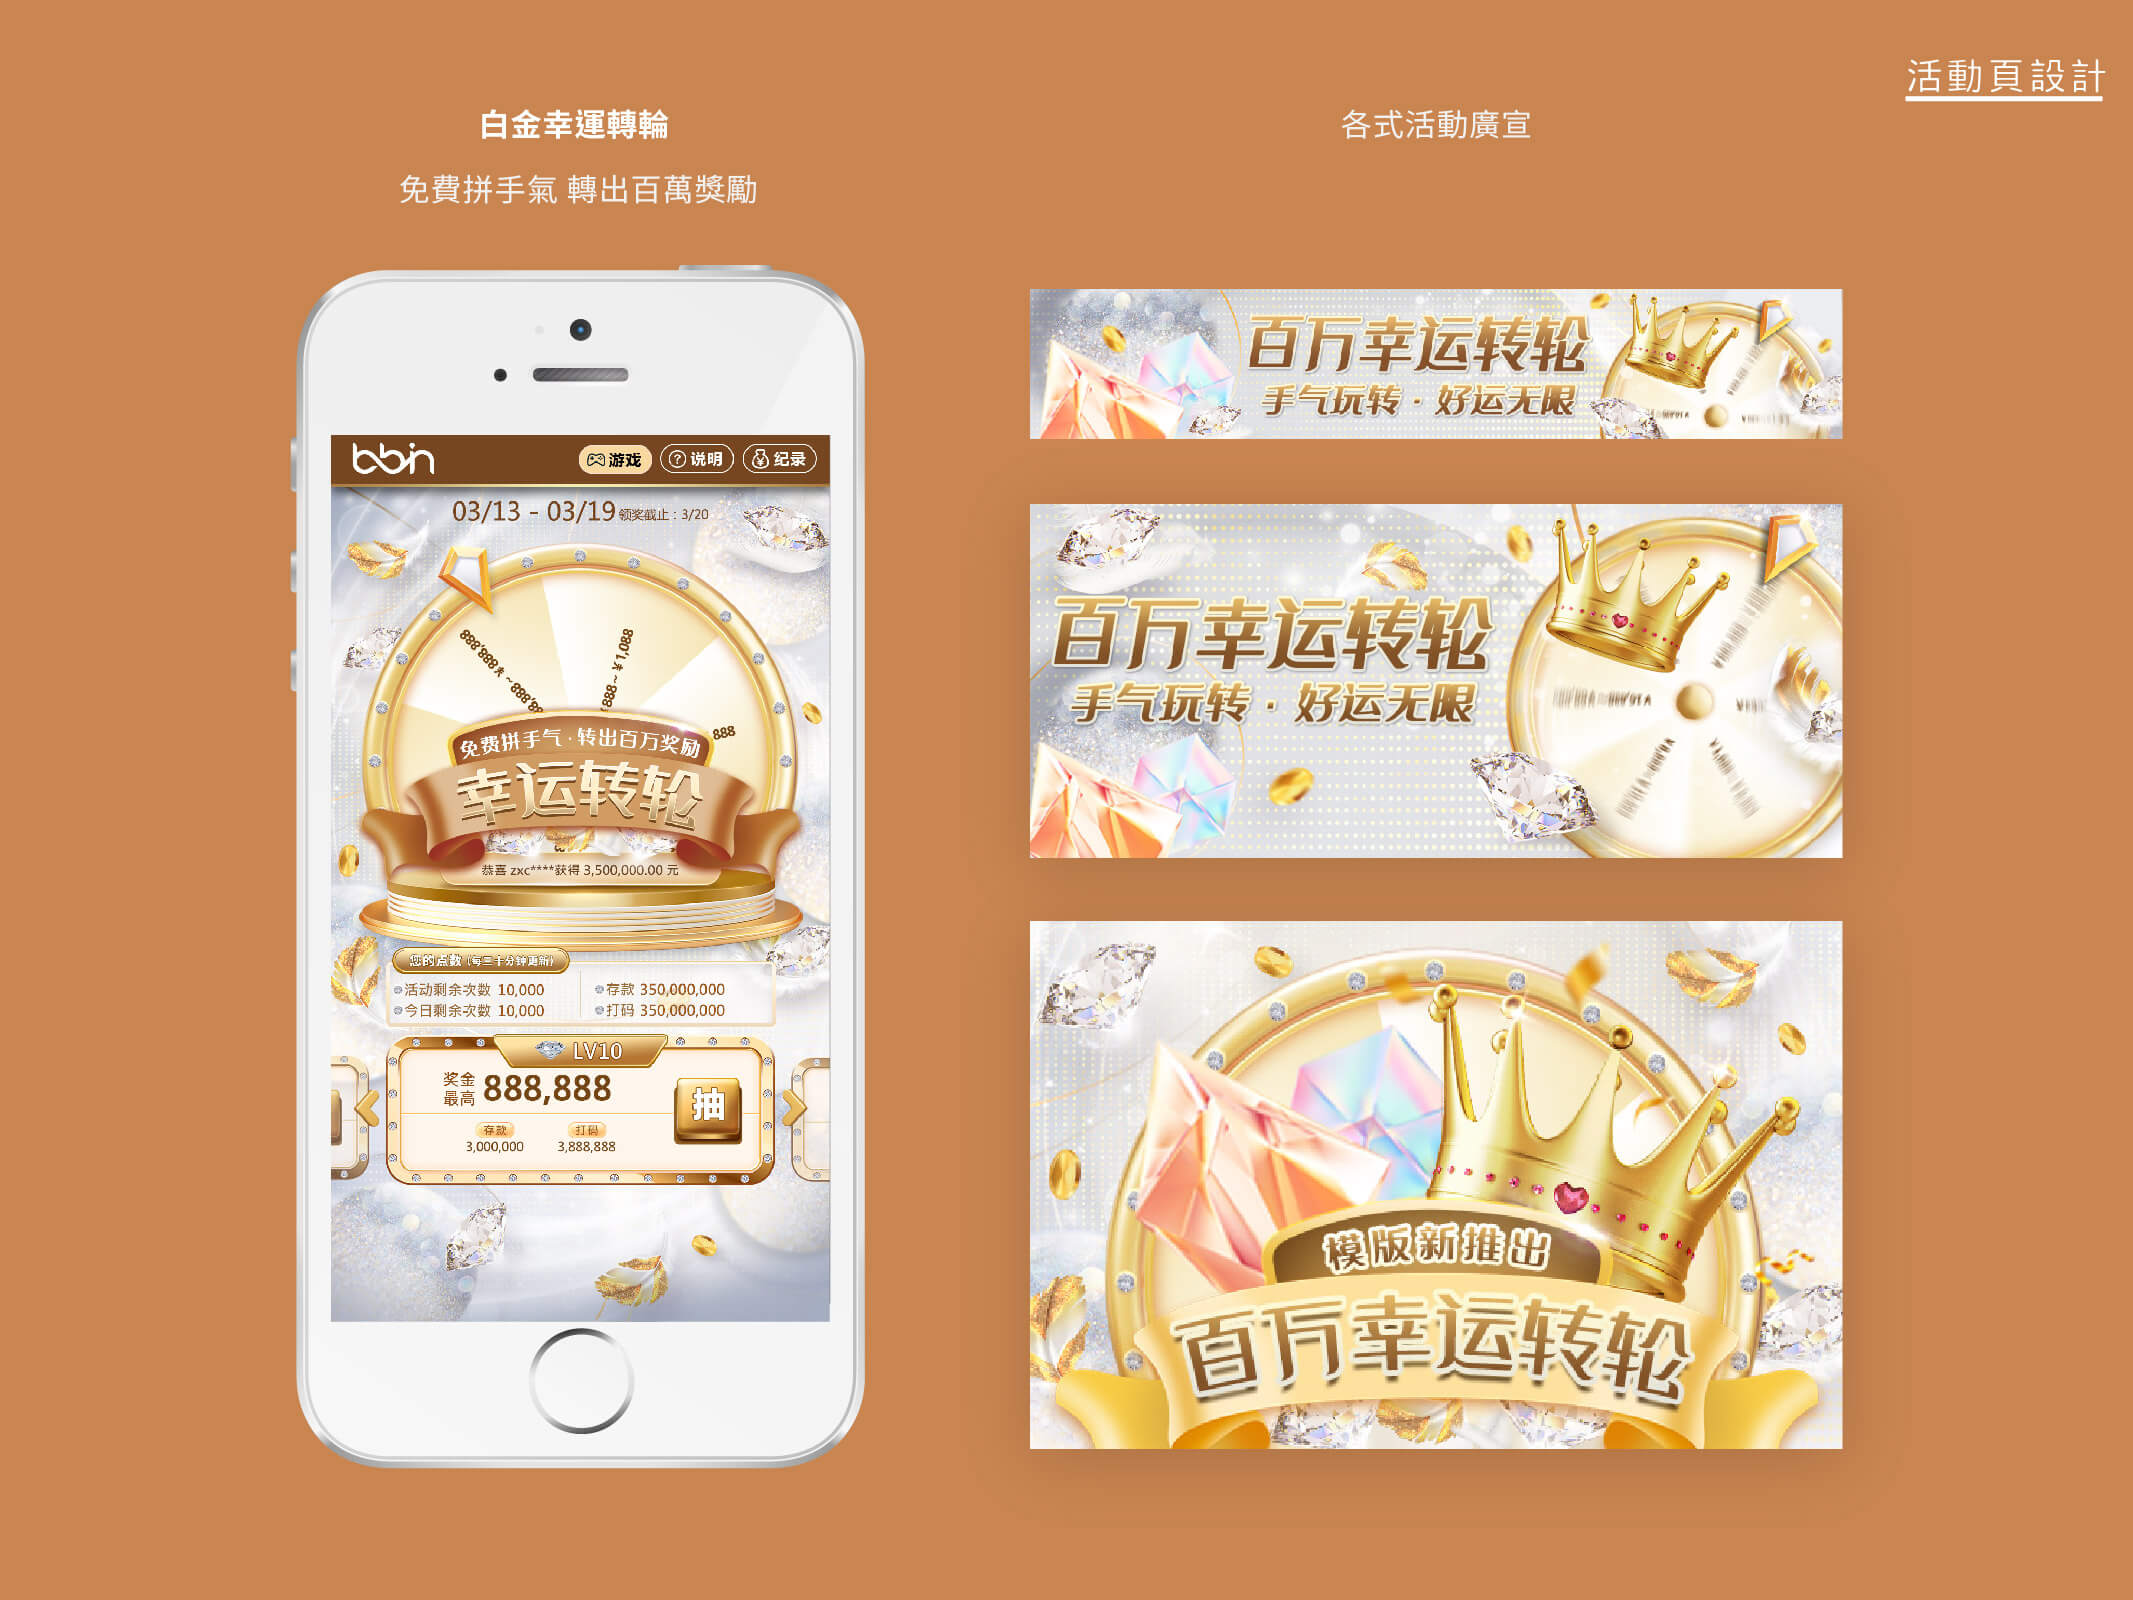 活動頁設計
白金幸運轉輪
免費拼手氣 轉出百萬獎勵
各式活動廣宣
bbin
游戏
说明
纪录
03/13 - 03/19 领奖截止：3/20
¥1,088
888
888
免费拼手气·转出百万奖励
幸运转轮
恭喜 zxc****获得 3,500,000.00 元
您的点数 (每三十分钟更新)
活动剩余次数 10,000
存款 350,000,000
今日剩余次数 10,000
打码 350,000,000
LV10
奖金
最高
888,888
抽
存款
打码
3,000,000
3,888,888
百万幸运转轮
手气玩转·好运无限
百万幸运转轮
手气玩转·好运无限
模版新推出
百万幸运转轮